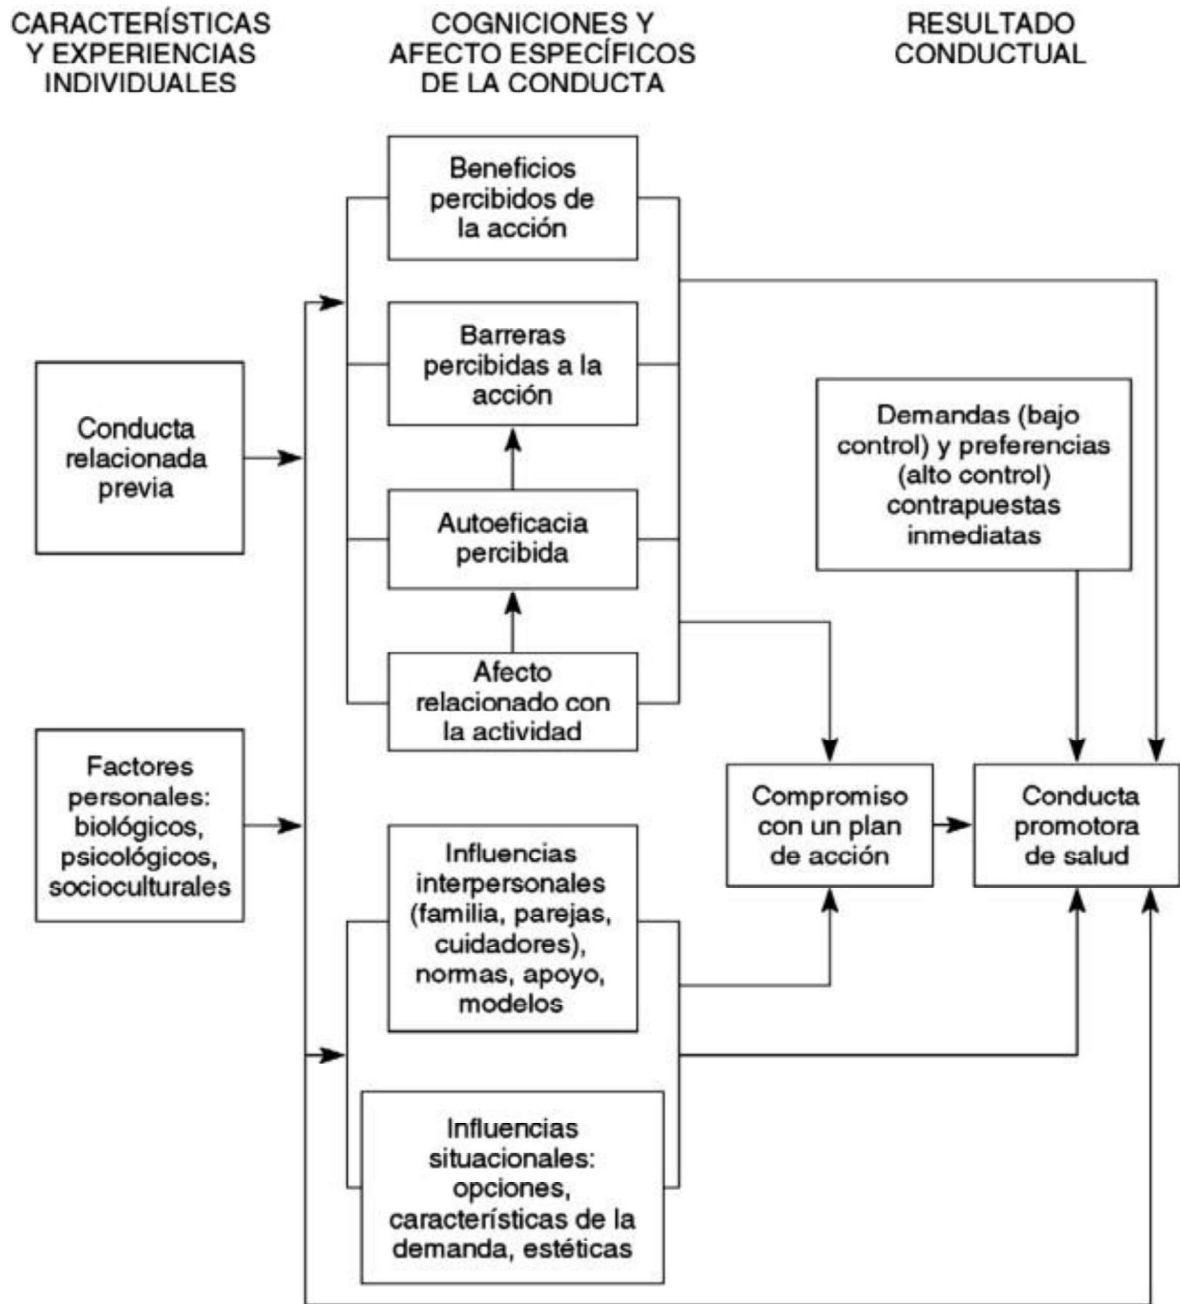 CARACTERÍSTICAS
Y EXPERIENCIAS
INDIVIDUALES
COGNICIONES Y
AFECTO ESPECÍFICOS
DE LA CONDUCTA
RESULTADO
CONDUCTUAL
Beneficios
percibidos de
la acción
Barreras
percibidas a la
acción
Conducta
relacionada
previa
Demandas (bajo
control) y preferencias
(alto control)
contrapuestas
inmediatas
Autoeficacia
percibida
Afecto
relacionado con
la actividad
Factores
personales:
biológicos,
psicológicos,
socioculturales
Compromiso
con un plan
de acción
Conducta
promotora
de salud
Influencias
interpersonales
(familia, parejas,
cuidadores),
normas, apoyo,
modelos
Influencias
situacionales:
opciones,
características de la
demanda, estéticas